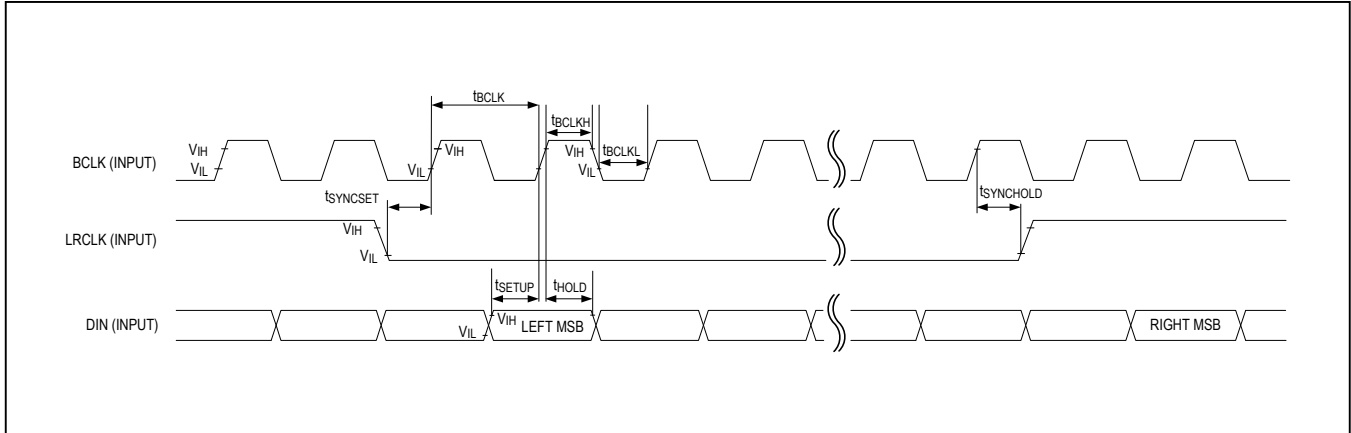 tBCLK
tBCLKH
BCLK (INPUT)
VIH
VIL
VIH
VIL
VIH
VIL
tBCLKL
tSYNCSET
tSYNCHOLD
LRCLK (INPUT)
VIH
VIL
tSETUP
tHOLD
DIN (INPUT)
VIH
VIL
LEFT MSB
RIGHT MSB